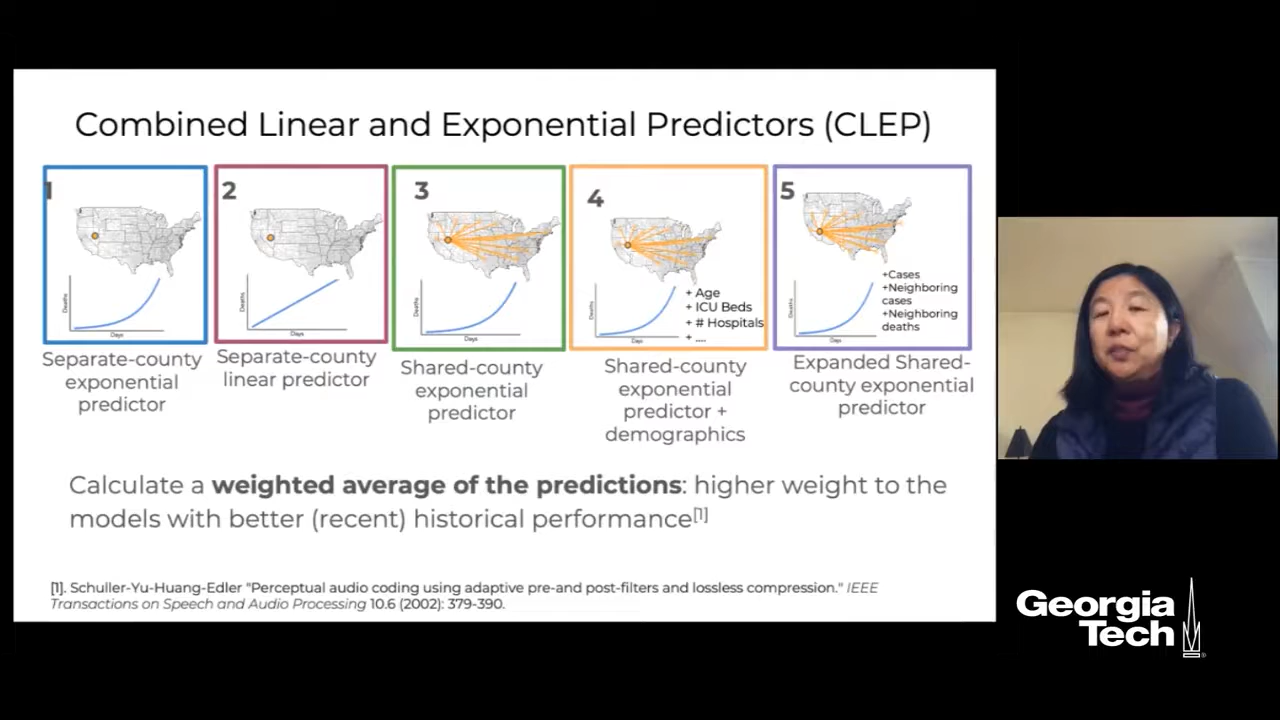 Combined Linear and Exponential Predictors (CLEP)
1
Deaths
Days
Separate-county
exponential
predictor
2
Deaths
Days
Separate-county
linear predictor
3
Deaths
Days
Shared-county
exponential
predictor
4
Deaths
Days
+ Age
+ ICU Beds
+ # Hospitals
+ ....
Shared-county
exponential
predictor +
demographics
5
Deaths
Days
+Cases
+Neighboring
cases
+Neighboring
deaths
Expanded Shared-
county exponential
predictor
Calculate a weighted average of the predictions: higher weight to the
models with better (recent) historical performance[1]
[1]. Schuller-Yu-Huang-Edler "Perceptual audio coding using adaptive pre-and post-filters and lossless compression." IEEE
Transactions on Speech and Audio Processing 10.6 (2002): 379-390.
Georgia
Tech